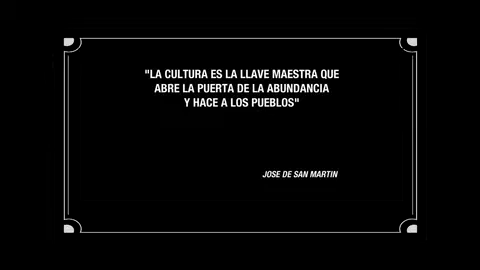 "LA CULTURA ES LA LLAVE MAESTRA QUE
ABRE LA PUERTA DE LA ABUNDANCIA
Y HACE A LOS PUEBLOS"
JOSE DE SAN MARTIN